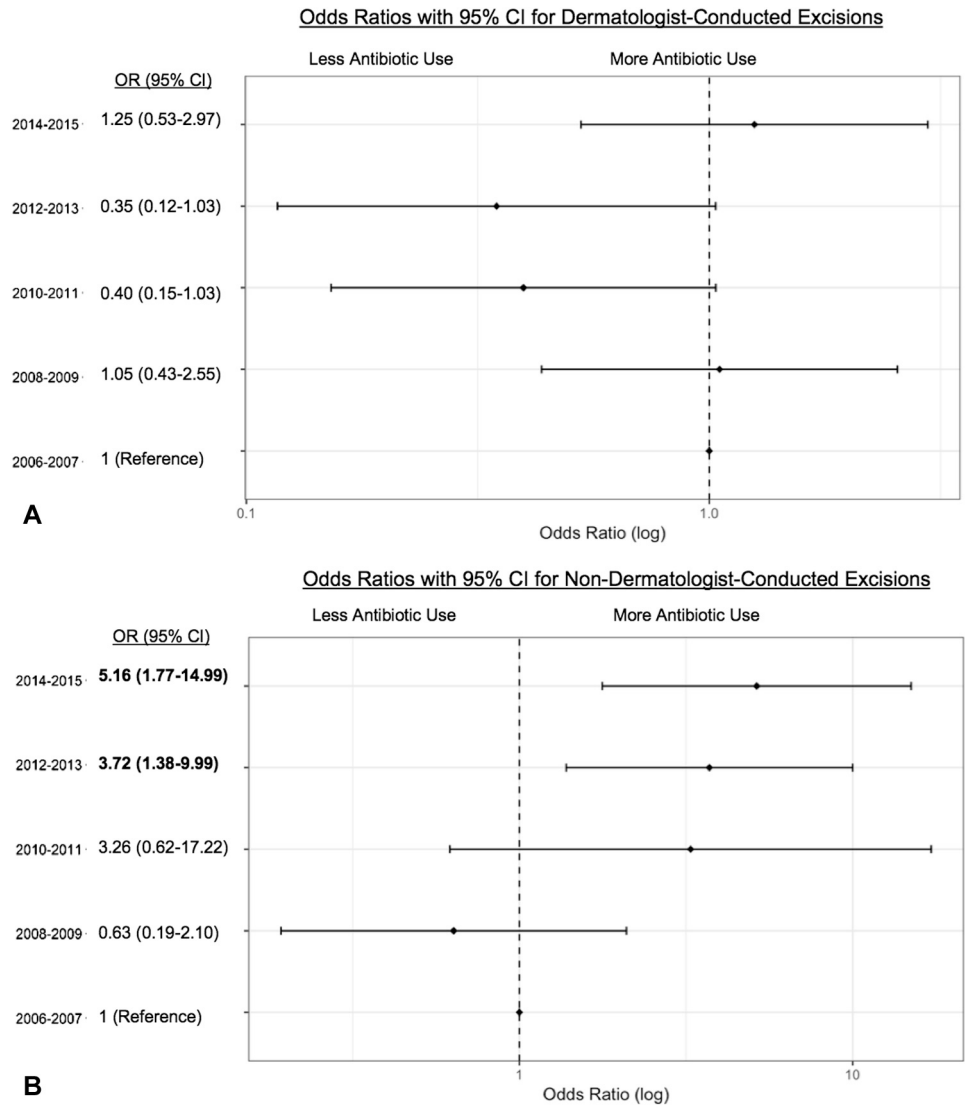 Odds Ratios with 95% CI for Dermatologist-Conducted Excisions
Less Antibiotic Use More Antibiotic Use
OR (95% CI)
2014-2015 1.25 (0.53-2.97)
2012-2013 0.35 (0.12-1.03)
2010-2011 0.40 (0.15-1.03)
2008-2009 1.05 (0.43-2.55)
2006-2007 1 (Reference)
A
0.1 1.0
Odds Ratio (log)
Odds Ratios with 95% CI for Non-Dermatologist-Conducted Excisions
Less Antibiotic Use More Antibiotic Use
OR (95% CI)
2014-2015 5.16 (1.77-14.99)
2012-2013 3.72 (1.38-9.99)
2010-2011 3.26 (0.62-17.22)
2008-2009 0.63 (0.19-2.10)
2006-2007 1 (Reference)
B
1 10
Odds Ratio (log)